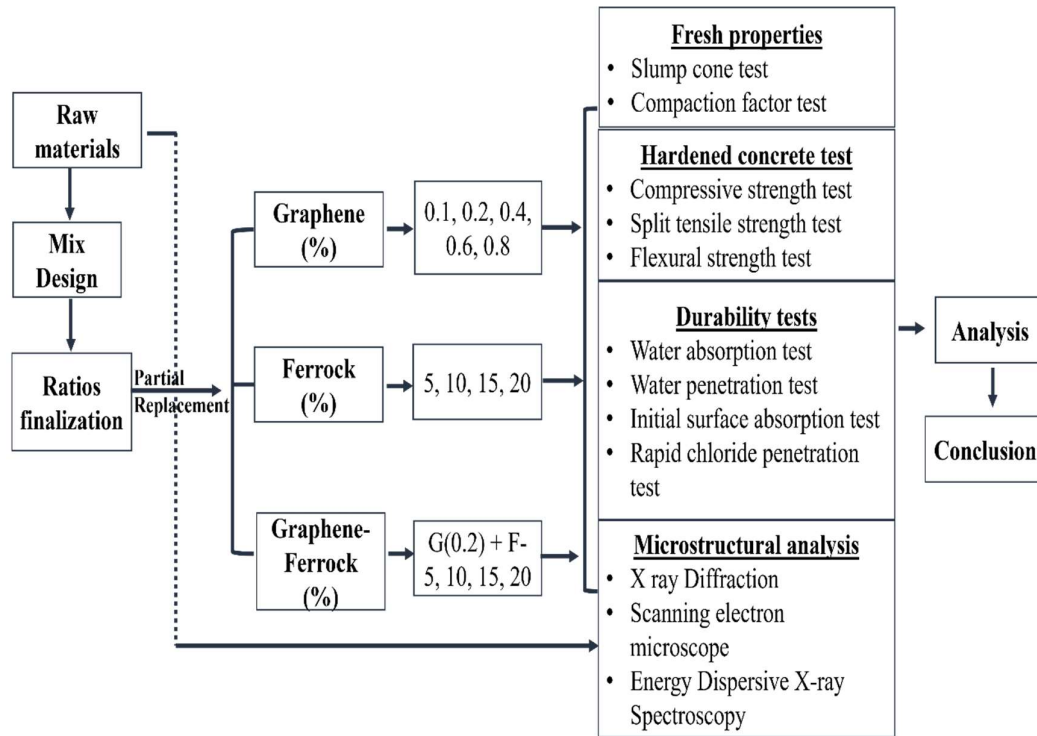 Raw
materials
Mix
Design
Ratios
finalization
Partial
Replacement
Graphene
(%)
0.1, 0.2, 0.4,
0.6, 0.8
Ferrock
(%)
5, 10, 15, 20
Graphene-
Ferrock
(%)
G(0.2) + F-
5, 10, 15, 20
Fresh properties
• Slump cone test
• Compaction factor test
Hardened concrete test
• Compressive strength test
• Split tensile strength test
• Flexural strength test
Durability tests
• Water absorption test
• Water penetration test
• Initial surface absorption test
• Rapid chloride penetration
test
Microstructural analysis
• X ray Diffraction
• Scanning electron
microscope
• Energy Dispersive X-ray
Spectroscopy
Analysis
Conclusion